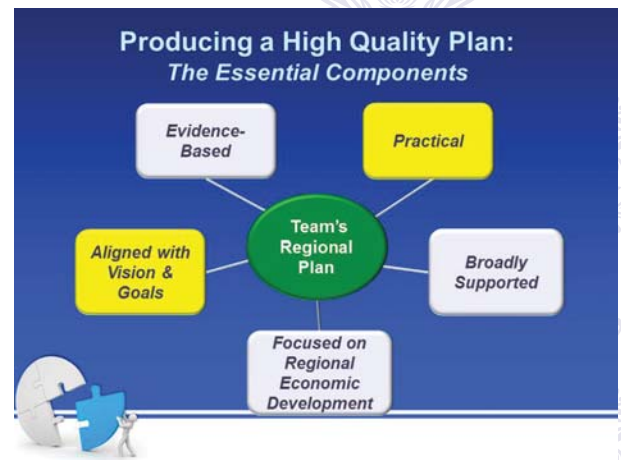 Producing a High Quality Plan:
The Essential Components
Evidence-
Based
Practical
Team's
Regional
Plan
Aligned with
Vision &
Goals
Broadly
Supported
Focused on
Regional
Economic
Development